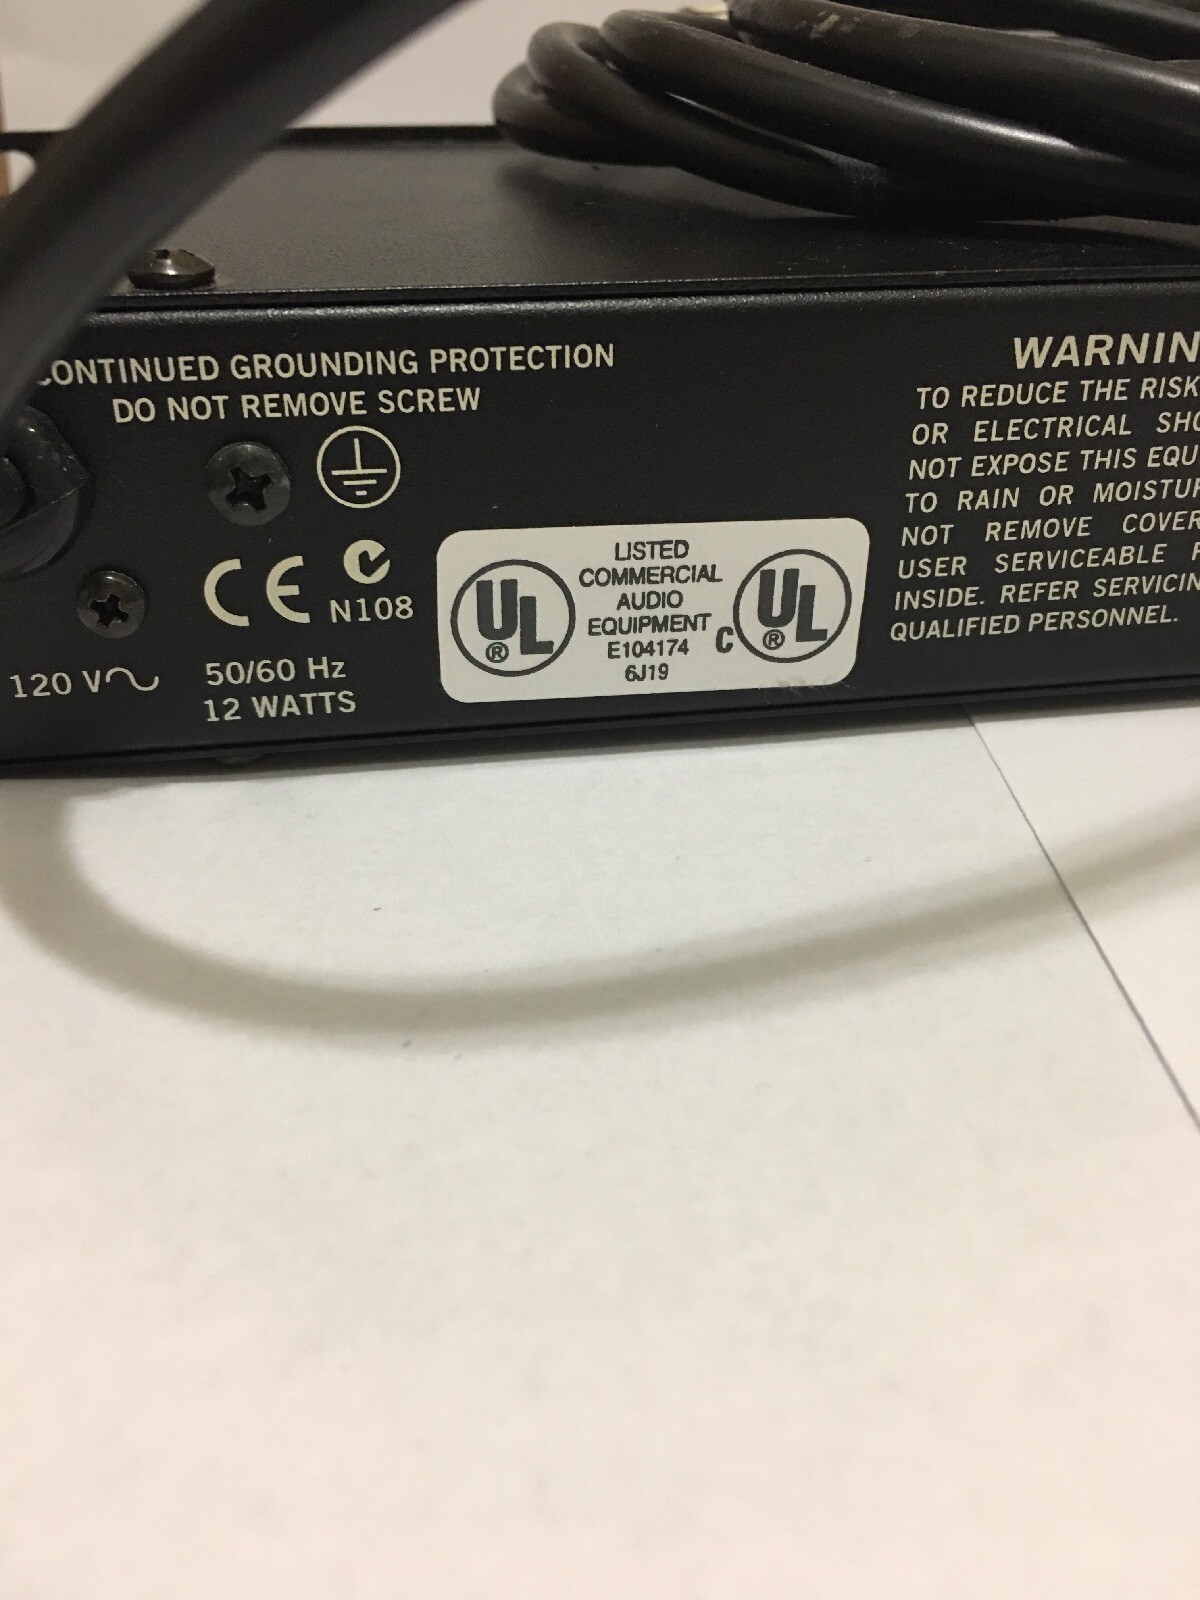 CONTINUED GROUNDING PROTECTION
DO NOT REMOVE SCREW
CE N108
120 V 50/60 Hz
12 WATTS
UL ®
LISTED
COMMERCIAL
AUDIO
EQUIPMENT
E104174
6J19
C UL ®
WARNIN
TO REDUCE THE RISK
OR ELECTRICAL SHO
NOT EXPOSE THIS EQU
TO RAIN OR MOISTUR
NOT REMOVE COVER
USER SERVICEABLE P
INSIDE. REFER SERVICIN
QUALIFIED PERSONNEL.